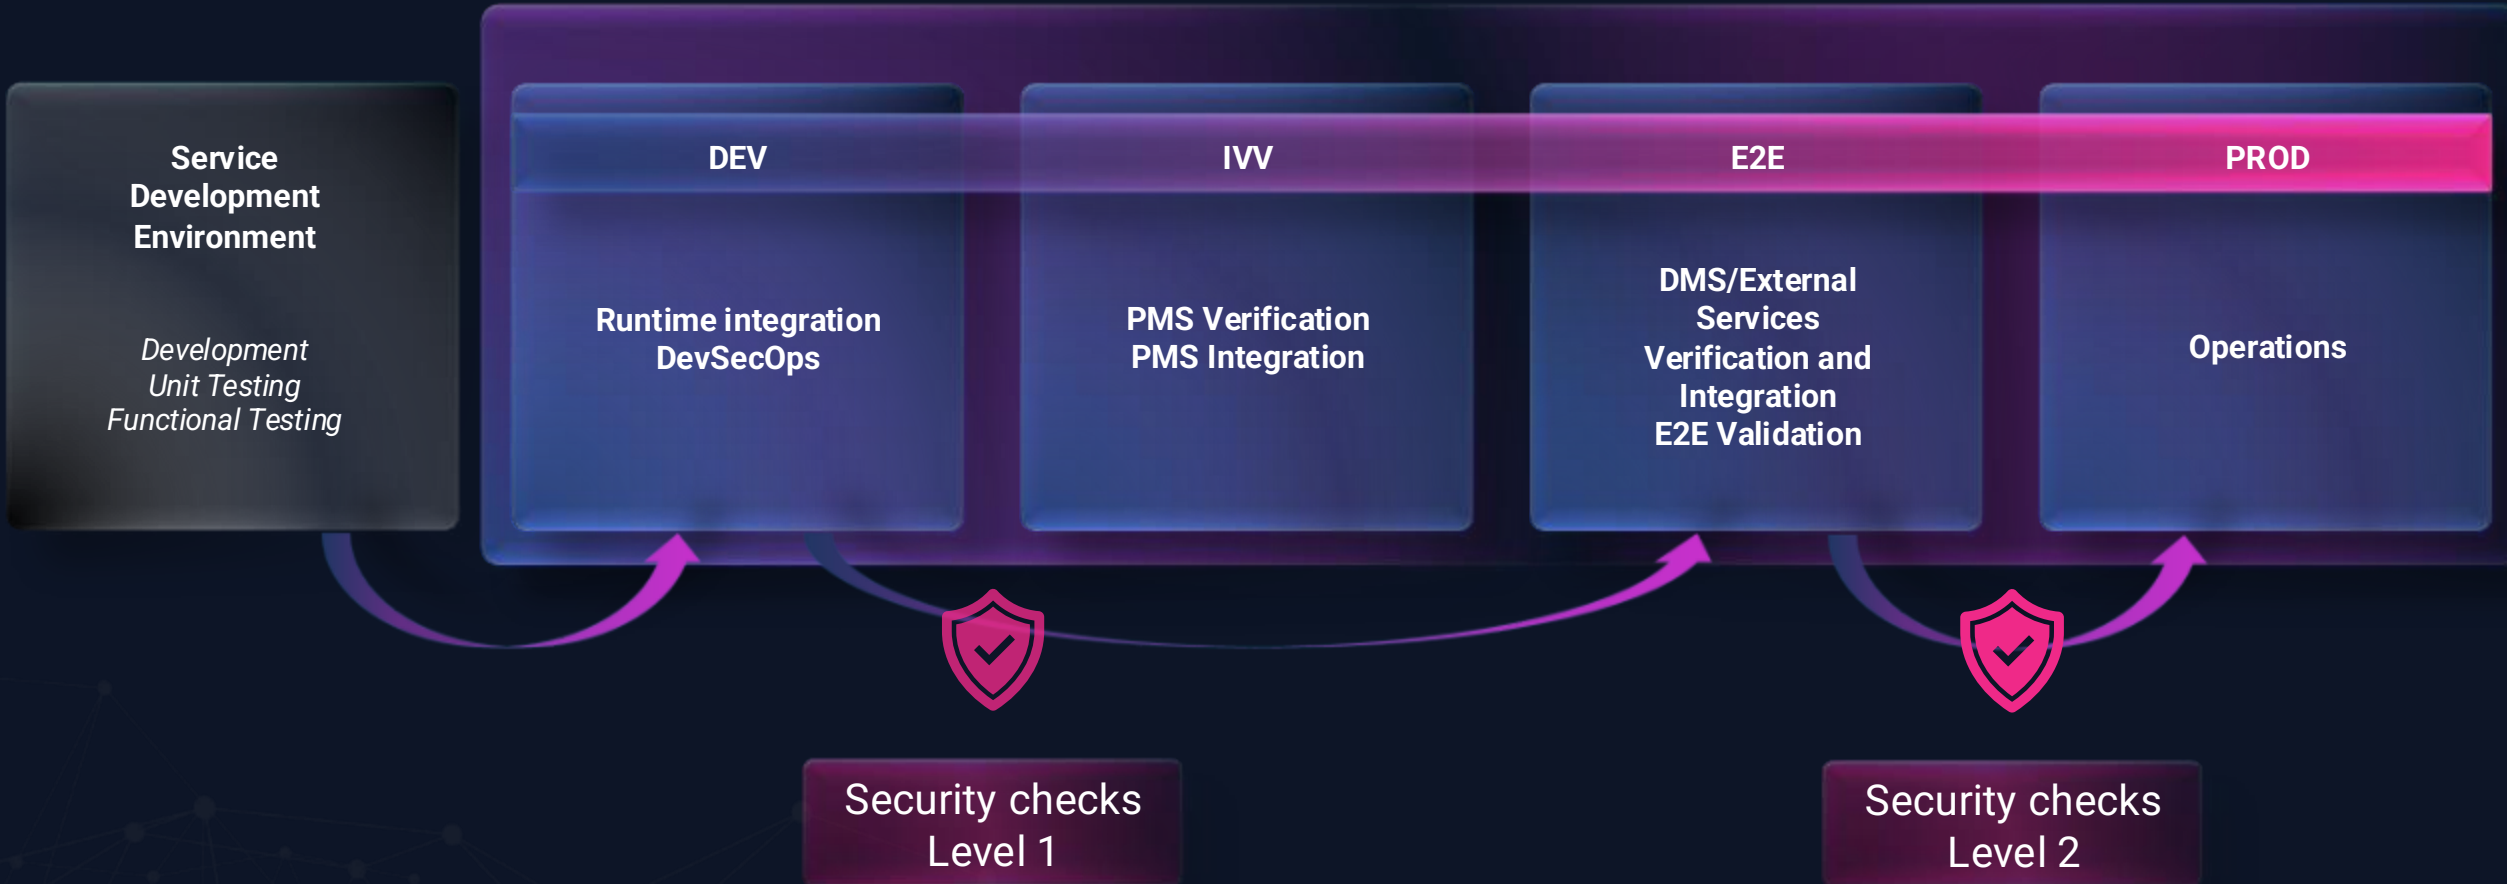 Service
Development
Environment
Development
Unit Testing
Functional Testing
DEV
Runtime integration
DevSecOps
IVV
PMS Verification
PMS Integration
E2E
DMS/External
Services
Verification and
Integration
E2E Validation
PROD
Operations
Security checks
Level 1
Security checks
Level 2